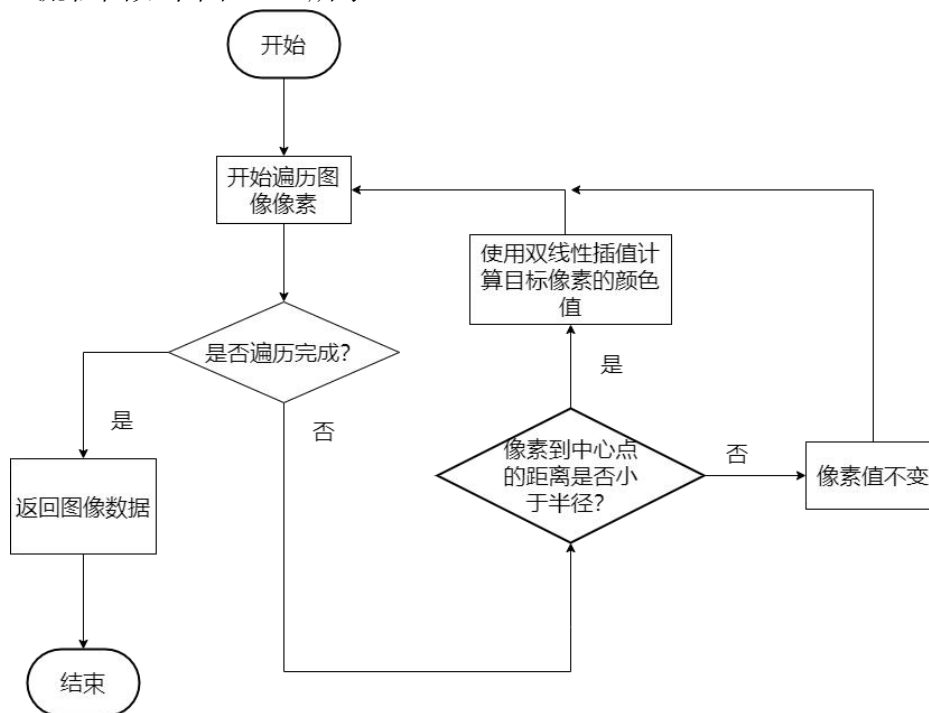 开始
开始遍历图
像像素
使用双线性插值计
算目标像素的颜色
值
是否遍历完成？
是
是
否
像素到中心点
的距离是否小
于半径？
否
像素值不变
返回图像数据
结束